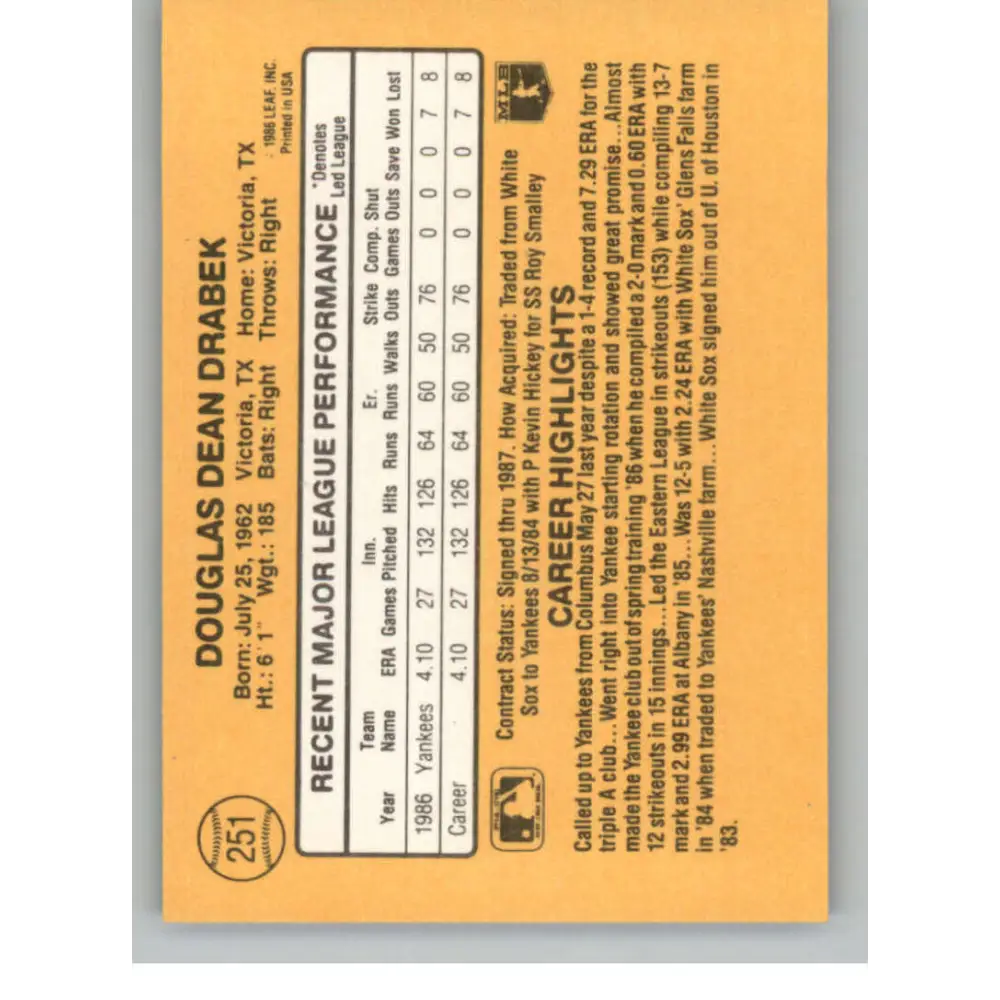 251
DOUGLAS DEAN DRABEK
Born: July 25, 1962 Victoria, TX Home: Victoria, TX
Ht.: 6'1" Wgt.: 185 Bats: Right Throws: Right
1986 LEAF, INC.
Printed in USA
RECENT MAJOR LEAGUE PERFORMANCE
*Denotes
Led League
Year Team Name ERA Games Inn. Pitched Hits Runs Er. Runs Walks Strike Outs Comp. Games Shut Outs Save Won Lost
1986 Yankees 4.10 27 132 126 64 60 50 76 0 0 0 7 8
Career 4.10 27 132 126 64 60 50 76 0 0 0 7 8
Contract Status: Signed thru 1987. How Acquired: Traded from White
Sox to Yankees 8/13/84 with P Kevin Hickey for SS Roy Smalley
MLB
CAREER HIGHLIGHTS
Called up to Yankees from Columbus May 27 last year despite a 1-4 record and 7.29 ERA for the
triple A club...Went right into Yankee starting rotation and showed great promise...Almost
made the Yankee club out of spring training '86 when he compiled a 2-0 mark and 0.60 ERA with
12 strikeouts in 15 innings...Led the Eastern League in strikeouts (153) while compiling 13-7
mark and 2.99 ERA at Albany in '85...Was 12-5 with 2.24 ERA with White Sox' Glens Falls farm
in '84 when traded to Yankees' Nashville farm...White Sox signed him out of U. of Houston in
'83.